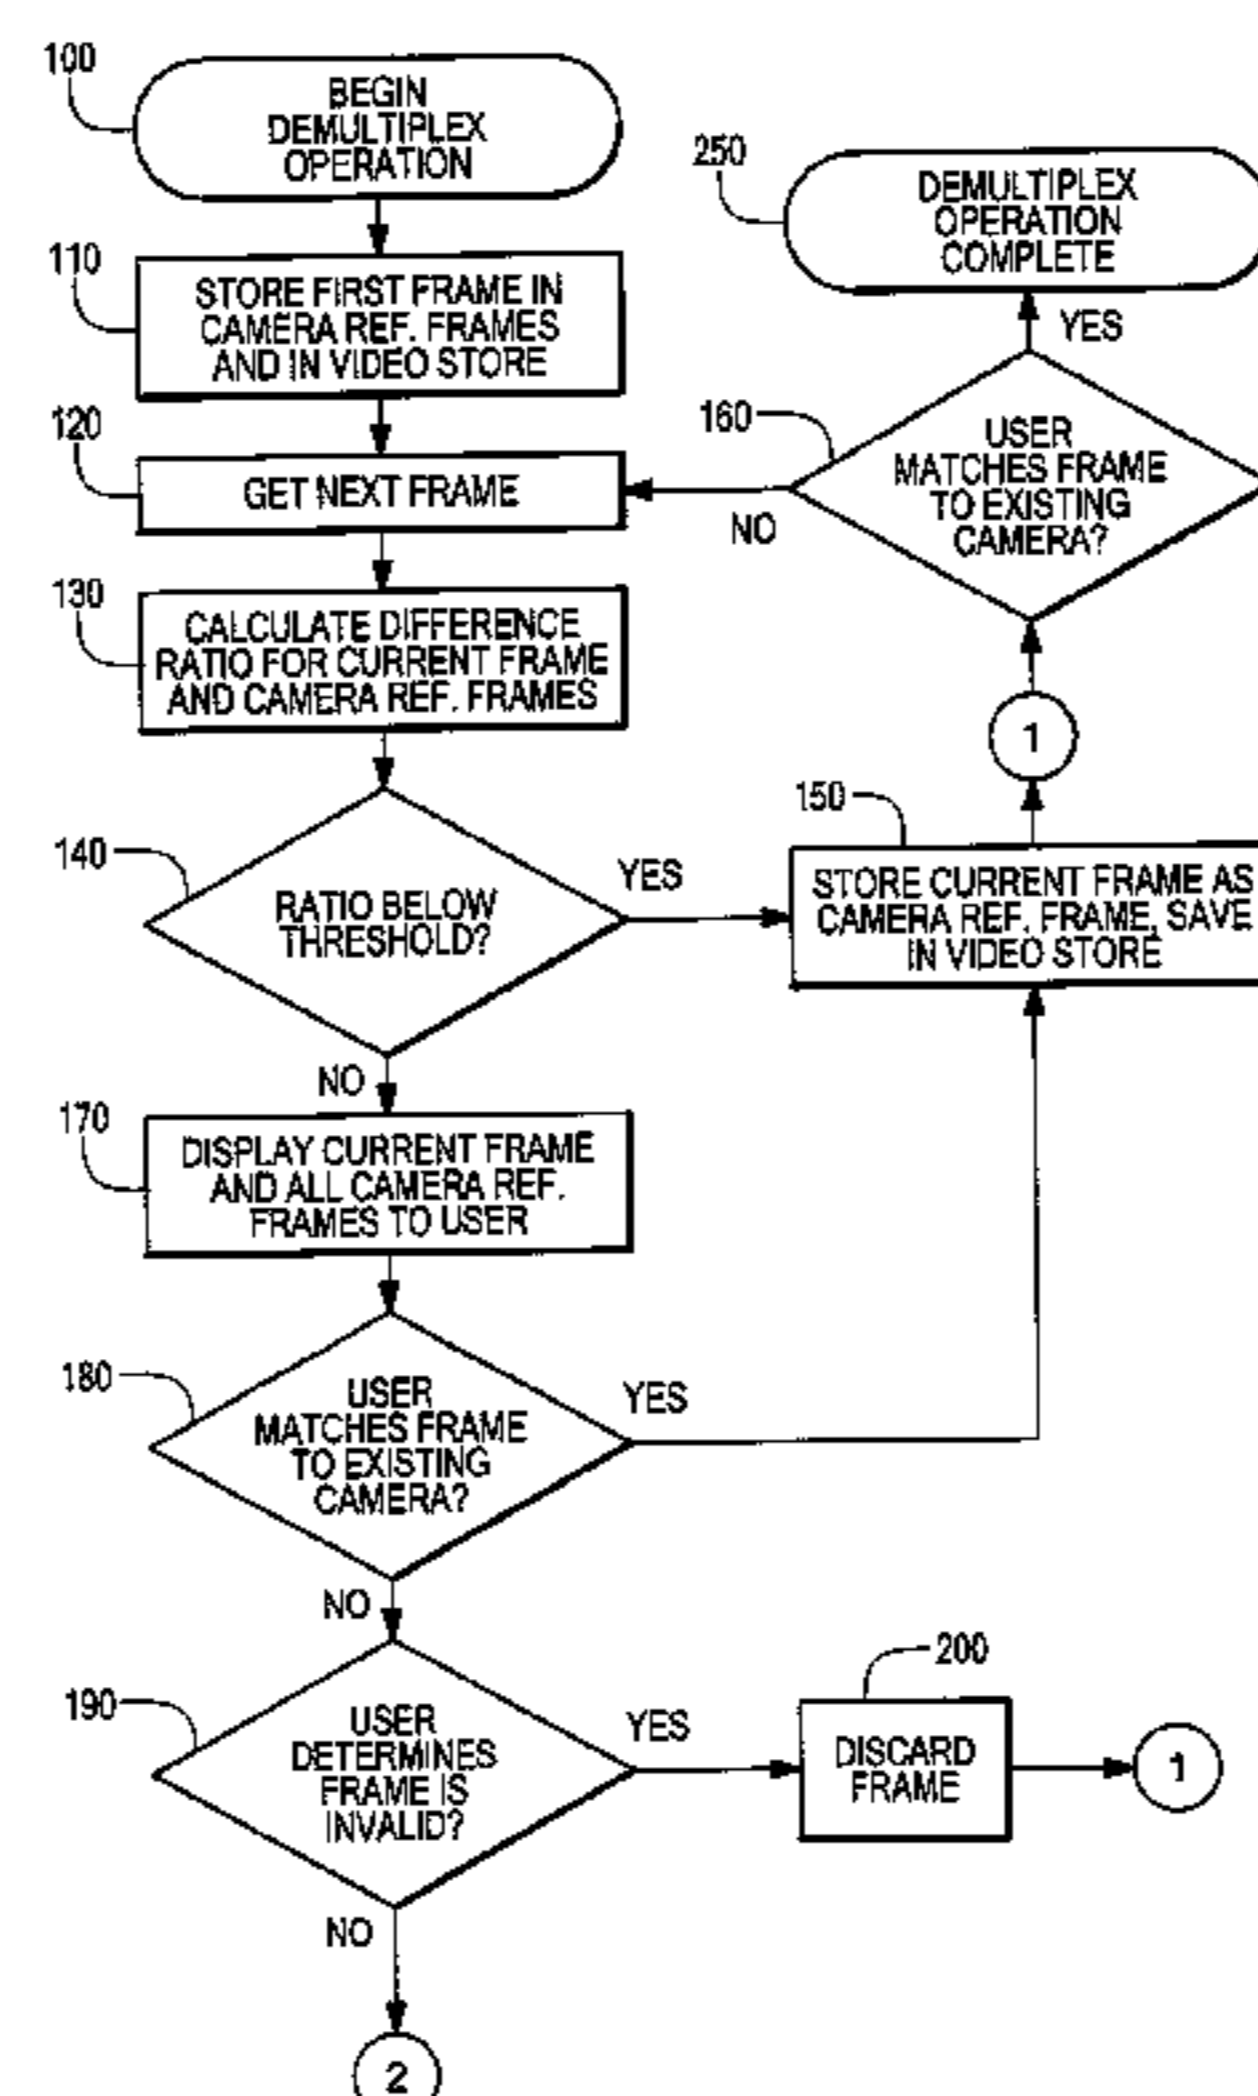 100
BEGIN
DEMULTIPLEX
OPERATION
110
STORE FIRST FRAME IN
CAMERA REF. FRAMES
AND IN VIDEO STORE
120
GET NEXT FRAME
130
CALCULATE DIFFERENCE
RATIO FOR CURRENT FRAME
AND CAMERA REF. FRAMES
140
RATIO BELOW
THRESHOLD?
YES
NO
170
DISPLAY CURRENT FRAME
AND ALL CAMERA REF.
FRAMES TO USER
180
USER
MATCHES FRAME
TO EXISTING
CAMERA?
YES
NO
190
USER
DETERMINES
FRAME IS
INVALID?
YES
NO
2
200
DISCARD
FRAME
1
250
DEMULTIPLEX
OPERATION
COMPLETE
YES
160
USER
MATCHES FRAME
TO EXISTING
CAMERA?
NO
1
150
STORE CURRENT FRAME AS
CAMERA REF. FRAME, SAVE
IN VIDEO STORE